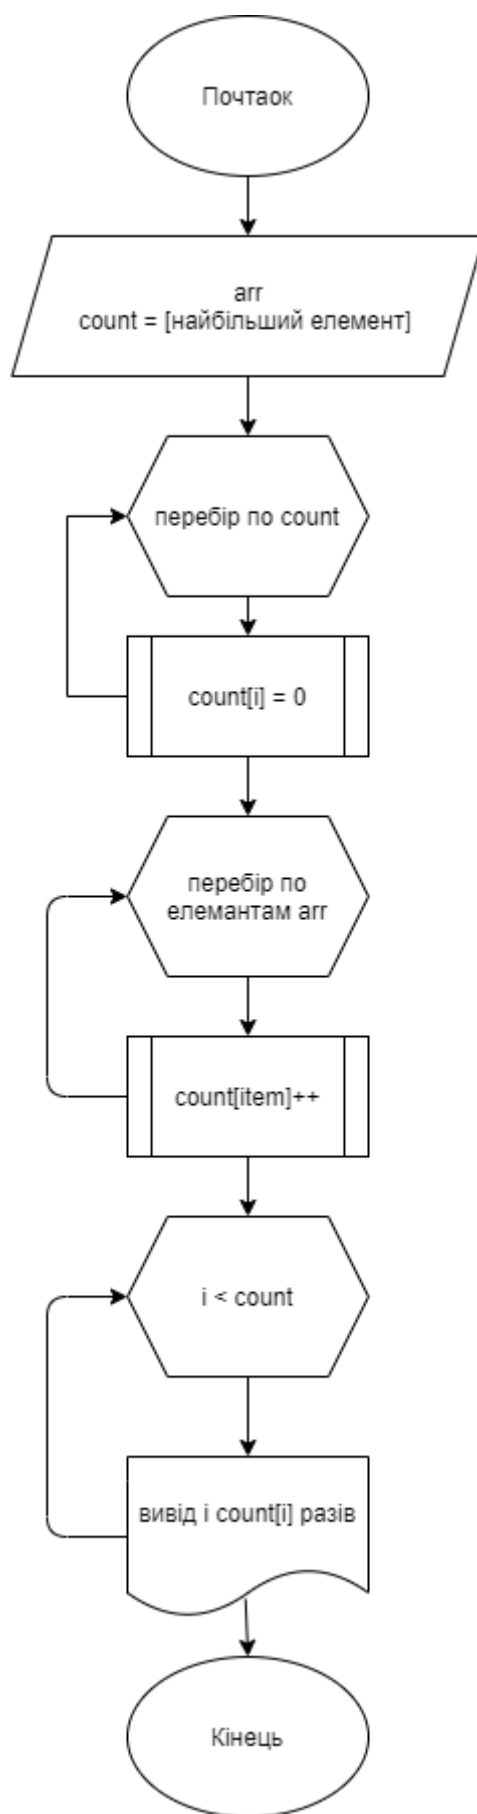 Почтаок
arr
count = [найбільший елемент]
перебір по count
count[i] = 0
перебір по
елемантам arr
count[item]++
i < count
вивід i count[i] разів
Кінець